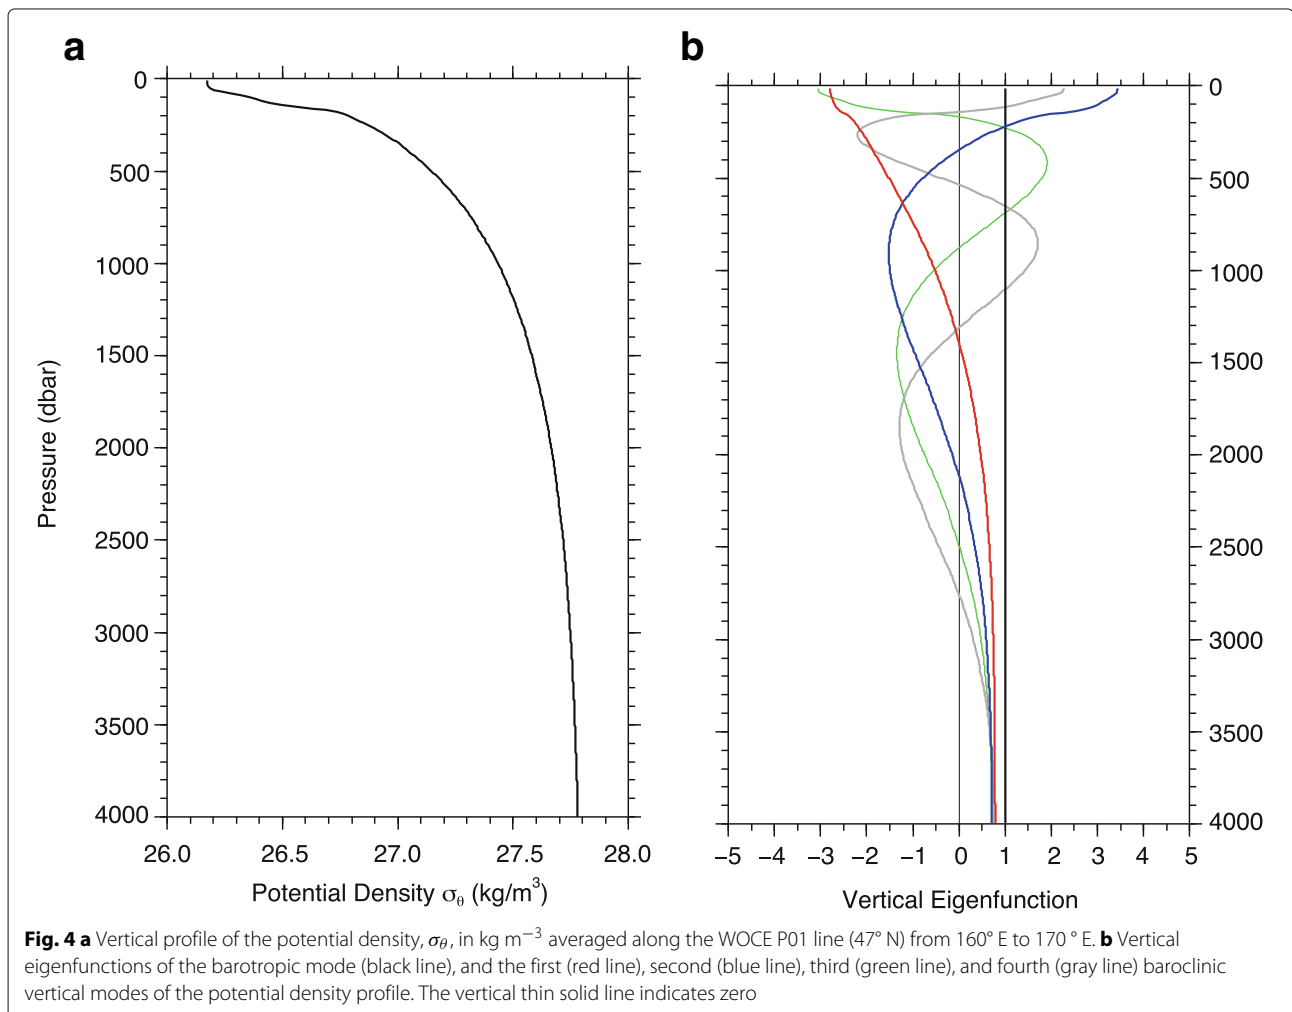 a
b
0
500
1000
1500
2000
2500
3000
3500
4000
Pressure (dbar)
26.0 26.5 27.0 27.5 28.0
Potential Density σθ (kg/m³)
0
500
1000
1500
2000
2500
3000
3500
4000
−5 −4 −3 −2 −1 0 1 2 3 4 5
Vertical Eigenfunction
Fig. 4 a Vertical profile of the potential density, σθ, in kg m−3 averaged along the WOCE P01 line (47° N) from 160° E to 170 ° E. b Vertical
eigenfunctions of the barotropic mode (black line), and the first (red line), second (blue line), third (green line), and fourth (gray line) baroclinic
vertical modes of the potential density profile. The vertical thin solid line indicates zero